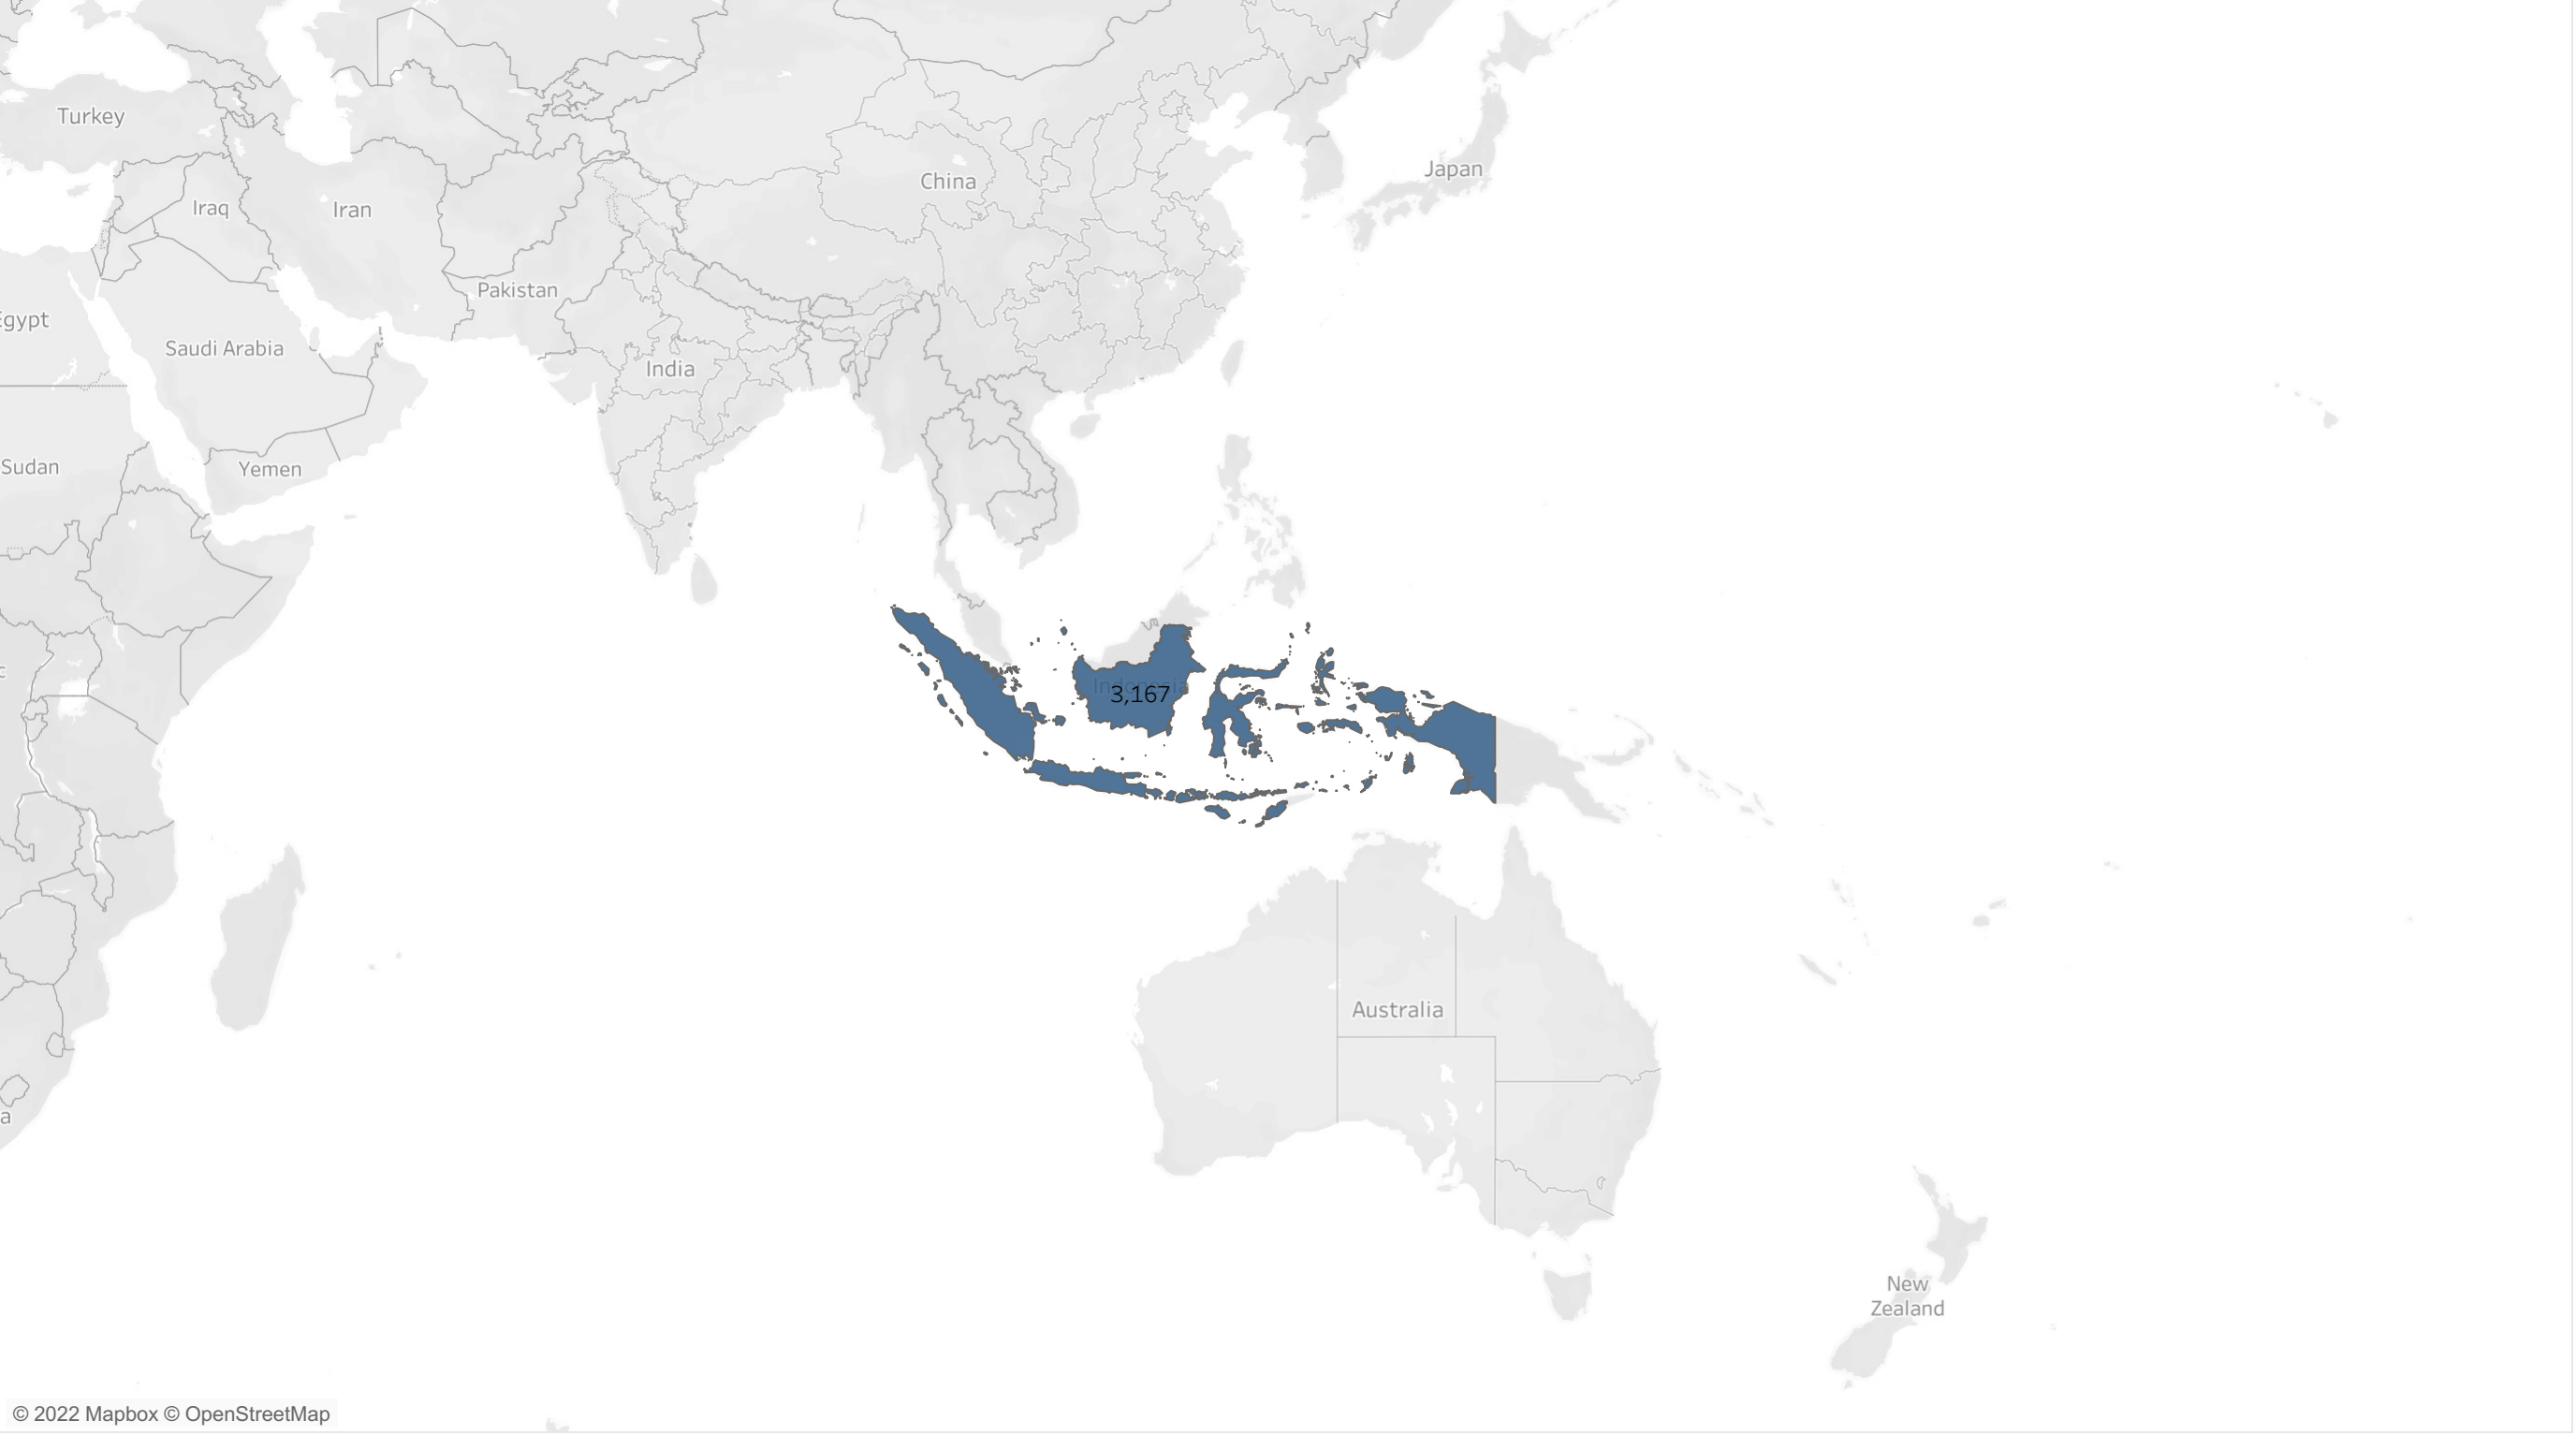 Turkey
Japan
China
Iraq
Iran
Pakistan
Egypt
Saudi Arabia
India
Sudan
Yemen
Indonesia
3,167
Australia
New
Zealand
a
© 2022 Mapbox © OpenStreetMap